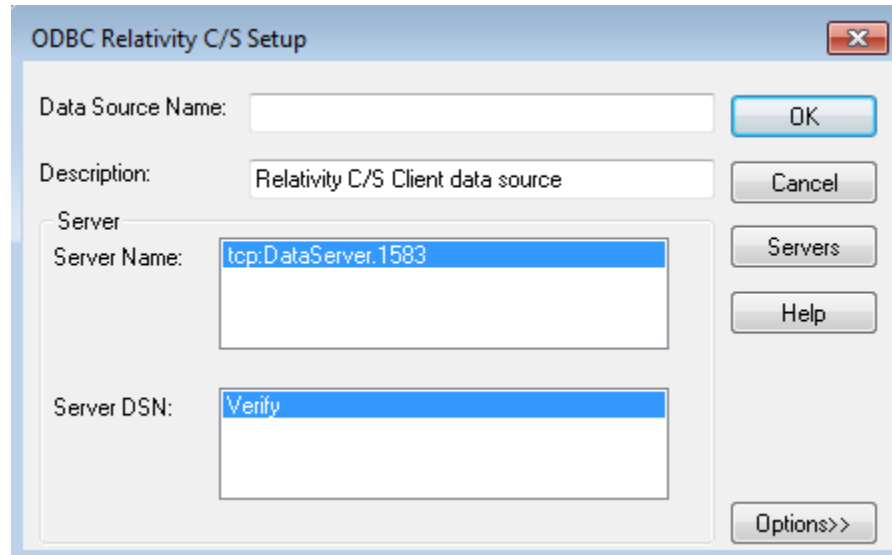 ODBC Relativity C/S Setup
Data Source Name:
OK
Description:
Relativity C/S Client data source
Cancel
Server
Server Name:
tcp:DataServer.1583
Servers
Help
Server DSN:
Verify
Options>>